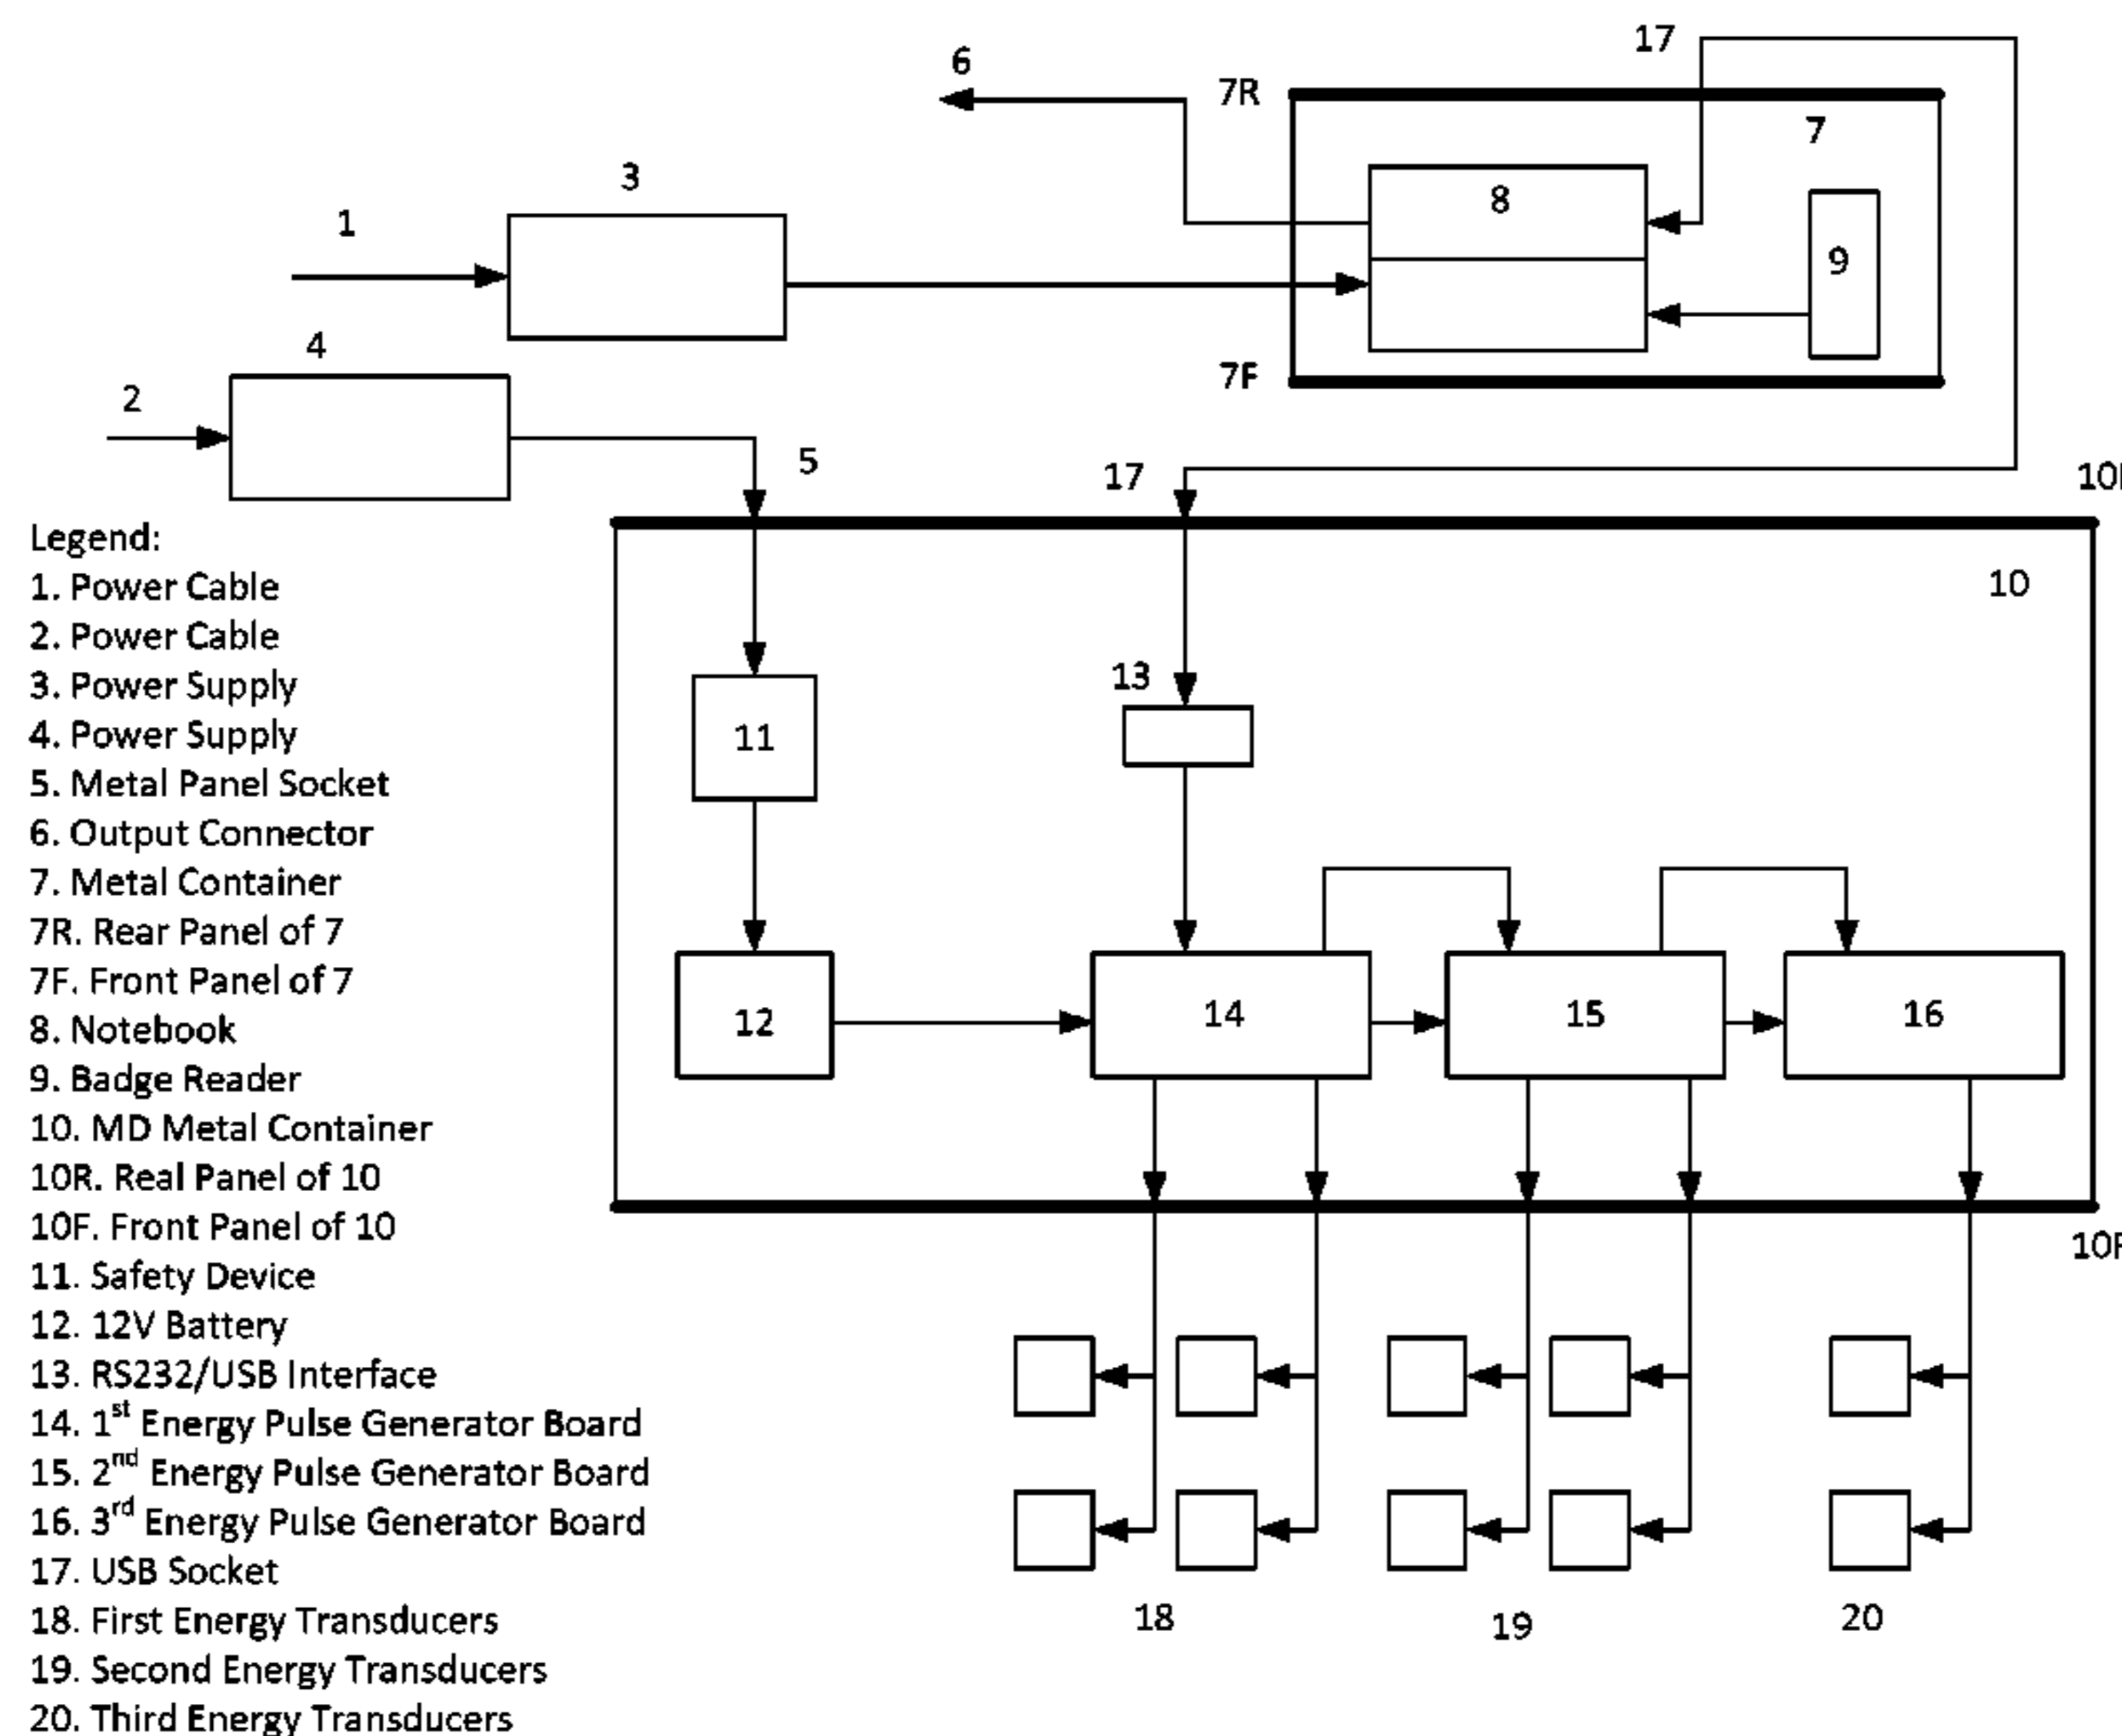 17
6
7R
7
3
8
1
9
4
7F
2
5
17
10
Legend:
1. Power Cable
2. Power Cable
3. Power Supply
4. Power Supply
5. Metal Panel Socket
6. Output Connector
7. Metal Container
7R. Rear Panel of 7
7F. Front Panel of 7
8. Notebook
9. Badge Reader
10. MD Metal Container
10R. Real Panel of 10
10F. Front Panel of 10
11. Safety Device
12. 12V Battery
13. RS232/USB Interface
14. 1st Energy Pulse Generator Board
15. 2nd Energy Pulse Generator Board
16. 3rd Energy Pulse Generator Board
17. USB Socket
18. First Energy Transducers
19. Second Energy Transducers
20. Third Energy Transducers
13
11
12
14
15
16
18
19
20